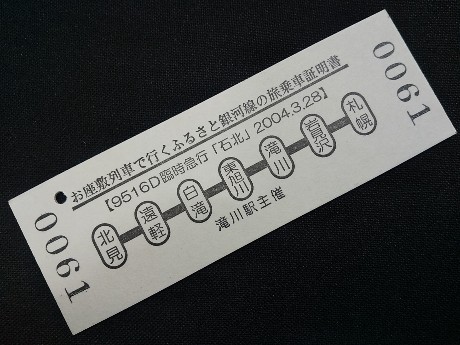 お座敷列車で行くふるさと銀河線の旅乗車証明書
【9516D臨時急行「石北」2004.3.28】
北見 遠軽 白滝 東旭川 滝川 岩見沢 札幌
滝川駅主催
0061
0061